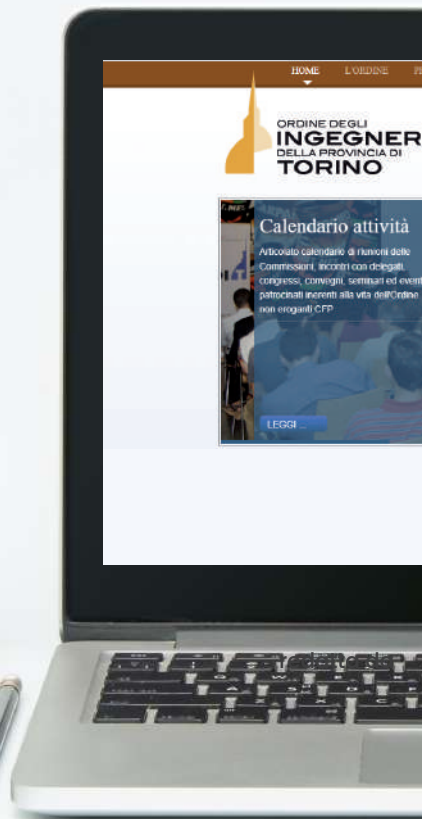 HOME L'ORDINE
ORDINE DEGLI
INGEGNER
DELLA PROVINCIA DI
TORINO
Calendario attività
Articolato calendario di riunioni delle
Commissioni, incontri con delegati,
congressi, convegni, seminari ed event
patrocinati inerenti alla vita dell'Ordine
non eroganti CFP
LEGGI ...